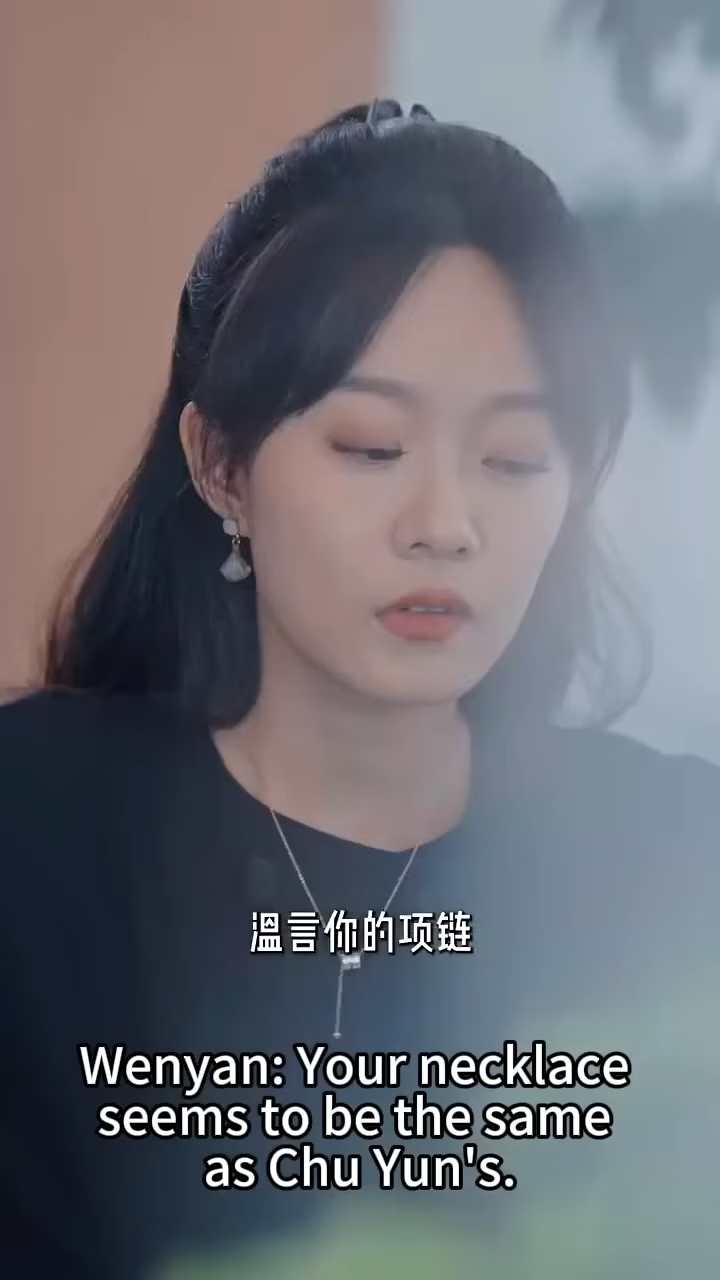 温言你的项链
Wenyan: Your necklace
seems to be the same
as Chu Yun's.